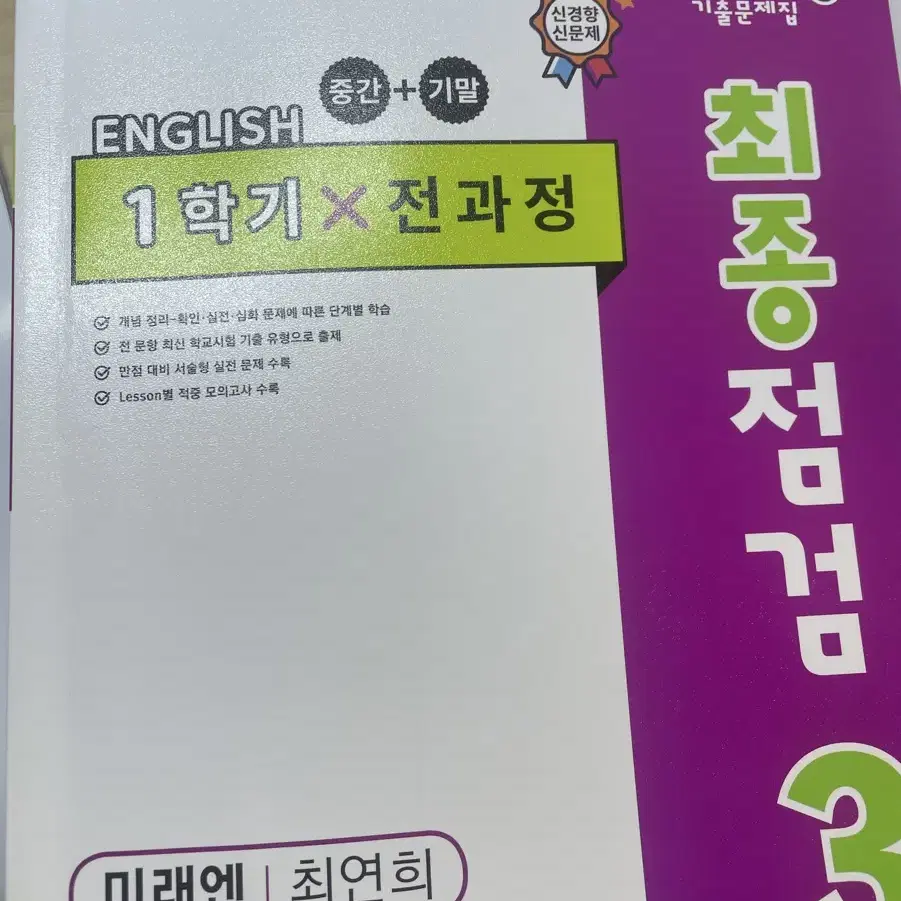 신경향
신문제
기출문제집
중간+기말
ENGLISH
1학기×전과정
개념 정리-확인·실전·심화 문제에 따른 단계별 학습
전 문항 최신 학교시험 기출 유형으로 출제
만점 대비 서술형 실전 문제 수록
Lesson별 적중 모의고사 수록
최종점검
3
미래엔 | 최연희